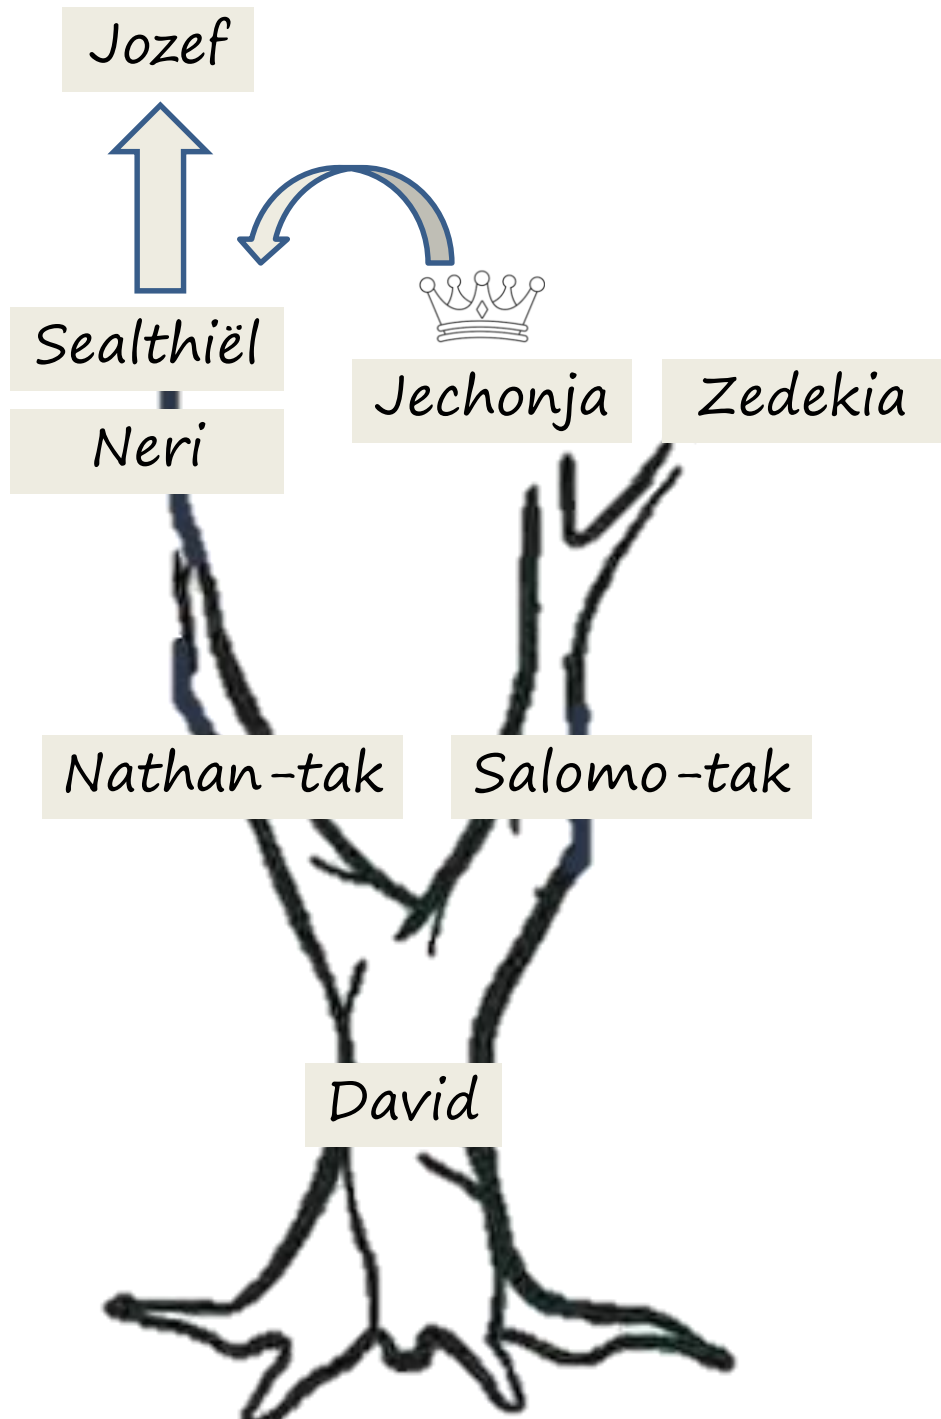 Jozef
Sealthiël
Neri
Jechonja
Zedekia
Nathan-tak
Salomo-tak
David